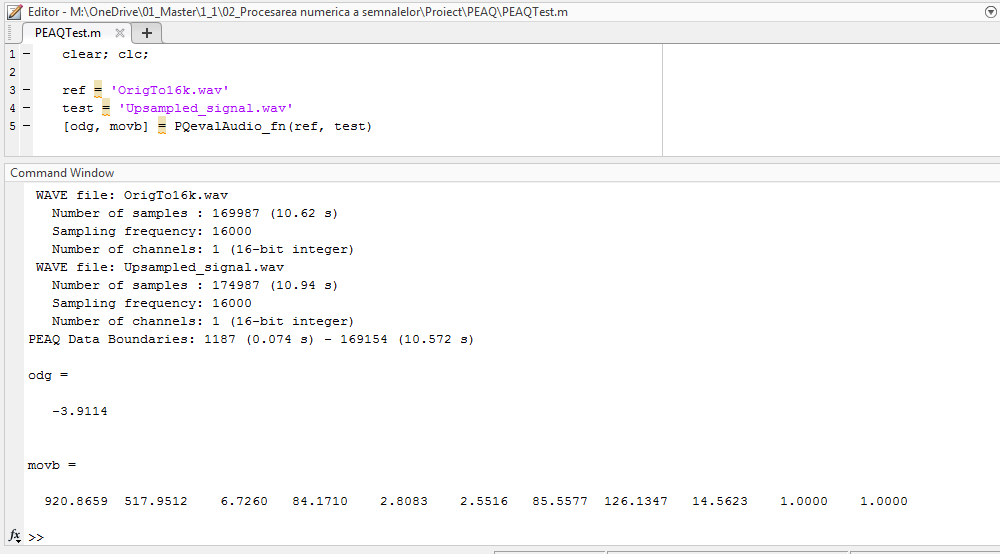 Editor - M:\OneDrive\01_Master\1_1\02_Procesarea numerica a semnalelor\Proiect\PEAQ\PEAQTest.m
PEAQTest.m
1 clear; clc;
2
3 ref = 'OrigTo16k.wav'
4 test = 'Upsampled_signal.wav'
5 [odg, movb] = PQevalAudio_fn(ref, test)
Command Window
WAVE file: OrigTo16k.wav
Number of samples : 169987 (10.62 s)
Sampling frequency: 16000
Number of channels: 1 (16-bit integer)
WAVE file: Upsampled_signal.wav
Number of samples : 174987 (10.94 s)
Sampling frequency: 16000
Number of channels: 1 (16-bit integer)
PEAQ Data Boundaries: 1187 (0.074 s) - 169154 (10.572 s)
odg =
-3.9114
movb =
920.8659 517.9512 6.7260 84.1710 2.8083 2.5516 85.5577 126.1347 14.5623 1.0000 1.0000
fx >>